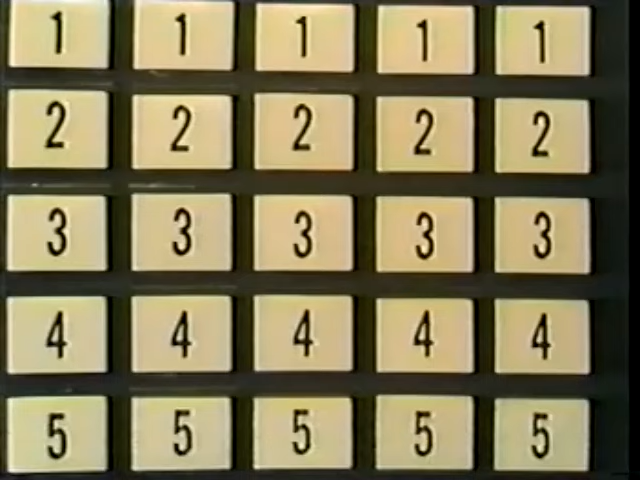 1 1 1 1 1
2 2 2 2 2
3 3 3 3 3
4 4 4 4 4
5 5 5 5 5